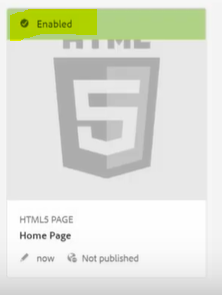 Enabled
HTML
5
HTML5 PAGE
Home Page
now Not published